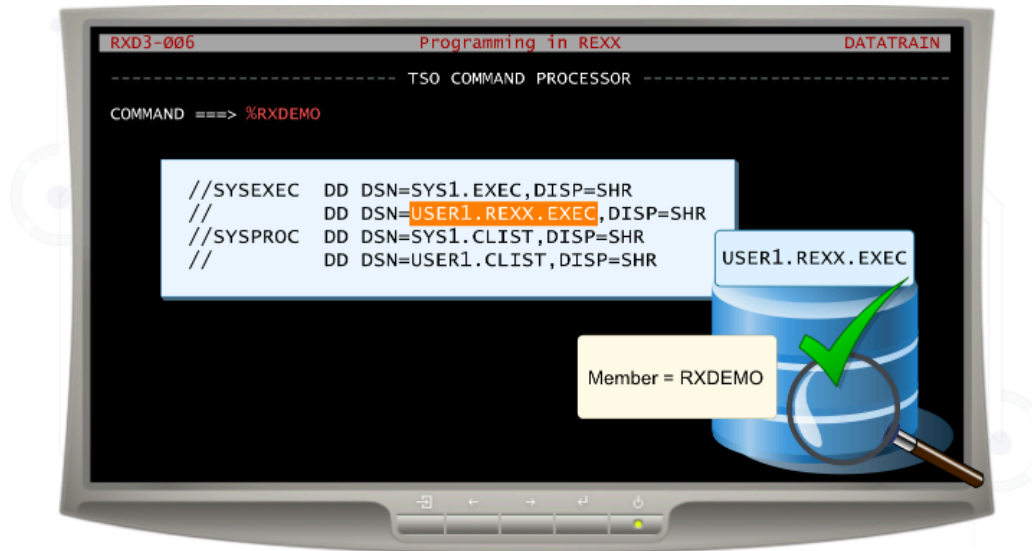 RXD3-006 Programming in REXX DATATRAIN
---------------------------- TSO COMMAND PROCESSOR ------------------------------
COMMAND ===> %RXDEMO
//SYSEXEC DD DSN=SYS1.EXEC,DISP=SHR
// DD DSN=USER1.REXX.EXEC,DISP=SHR
//SYSPROC DD DSN=SYS1.CLIST,DISP=SHR
// DD DSN=USER1.CLIST,DISP=SHR
USER1.REXX.EXEC
Member = RXDEMO